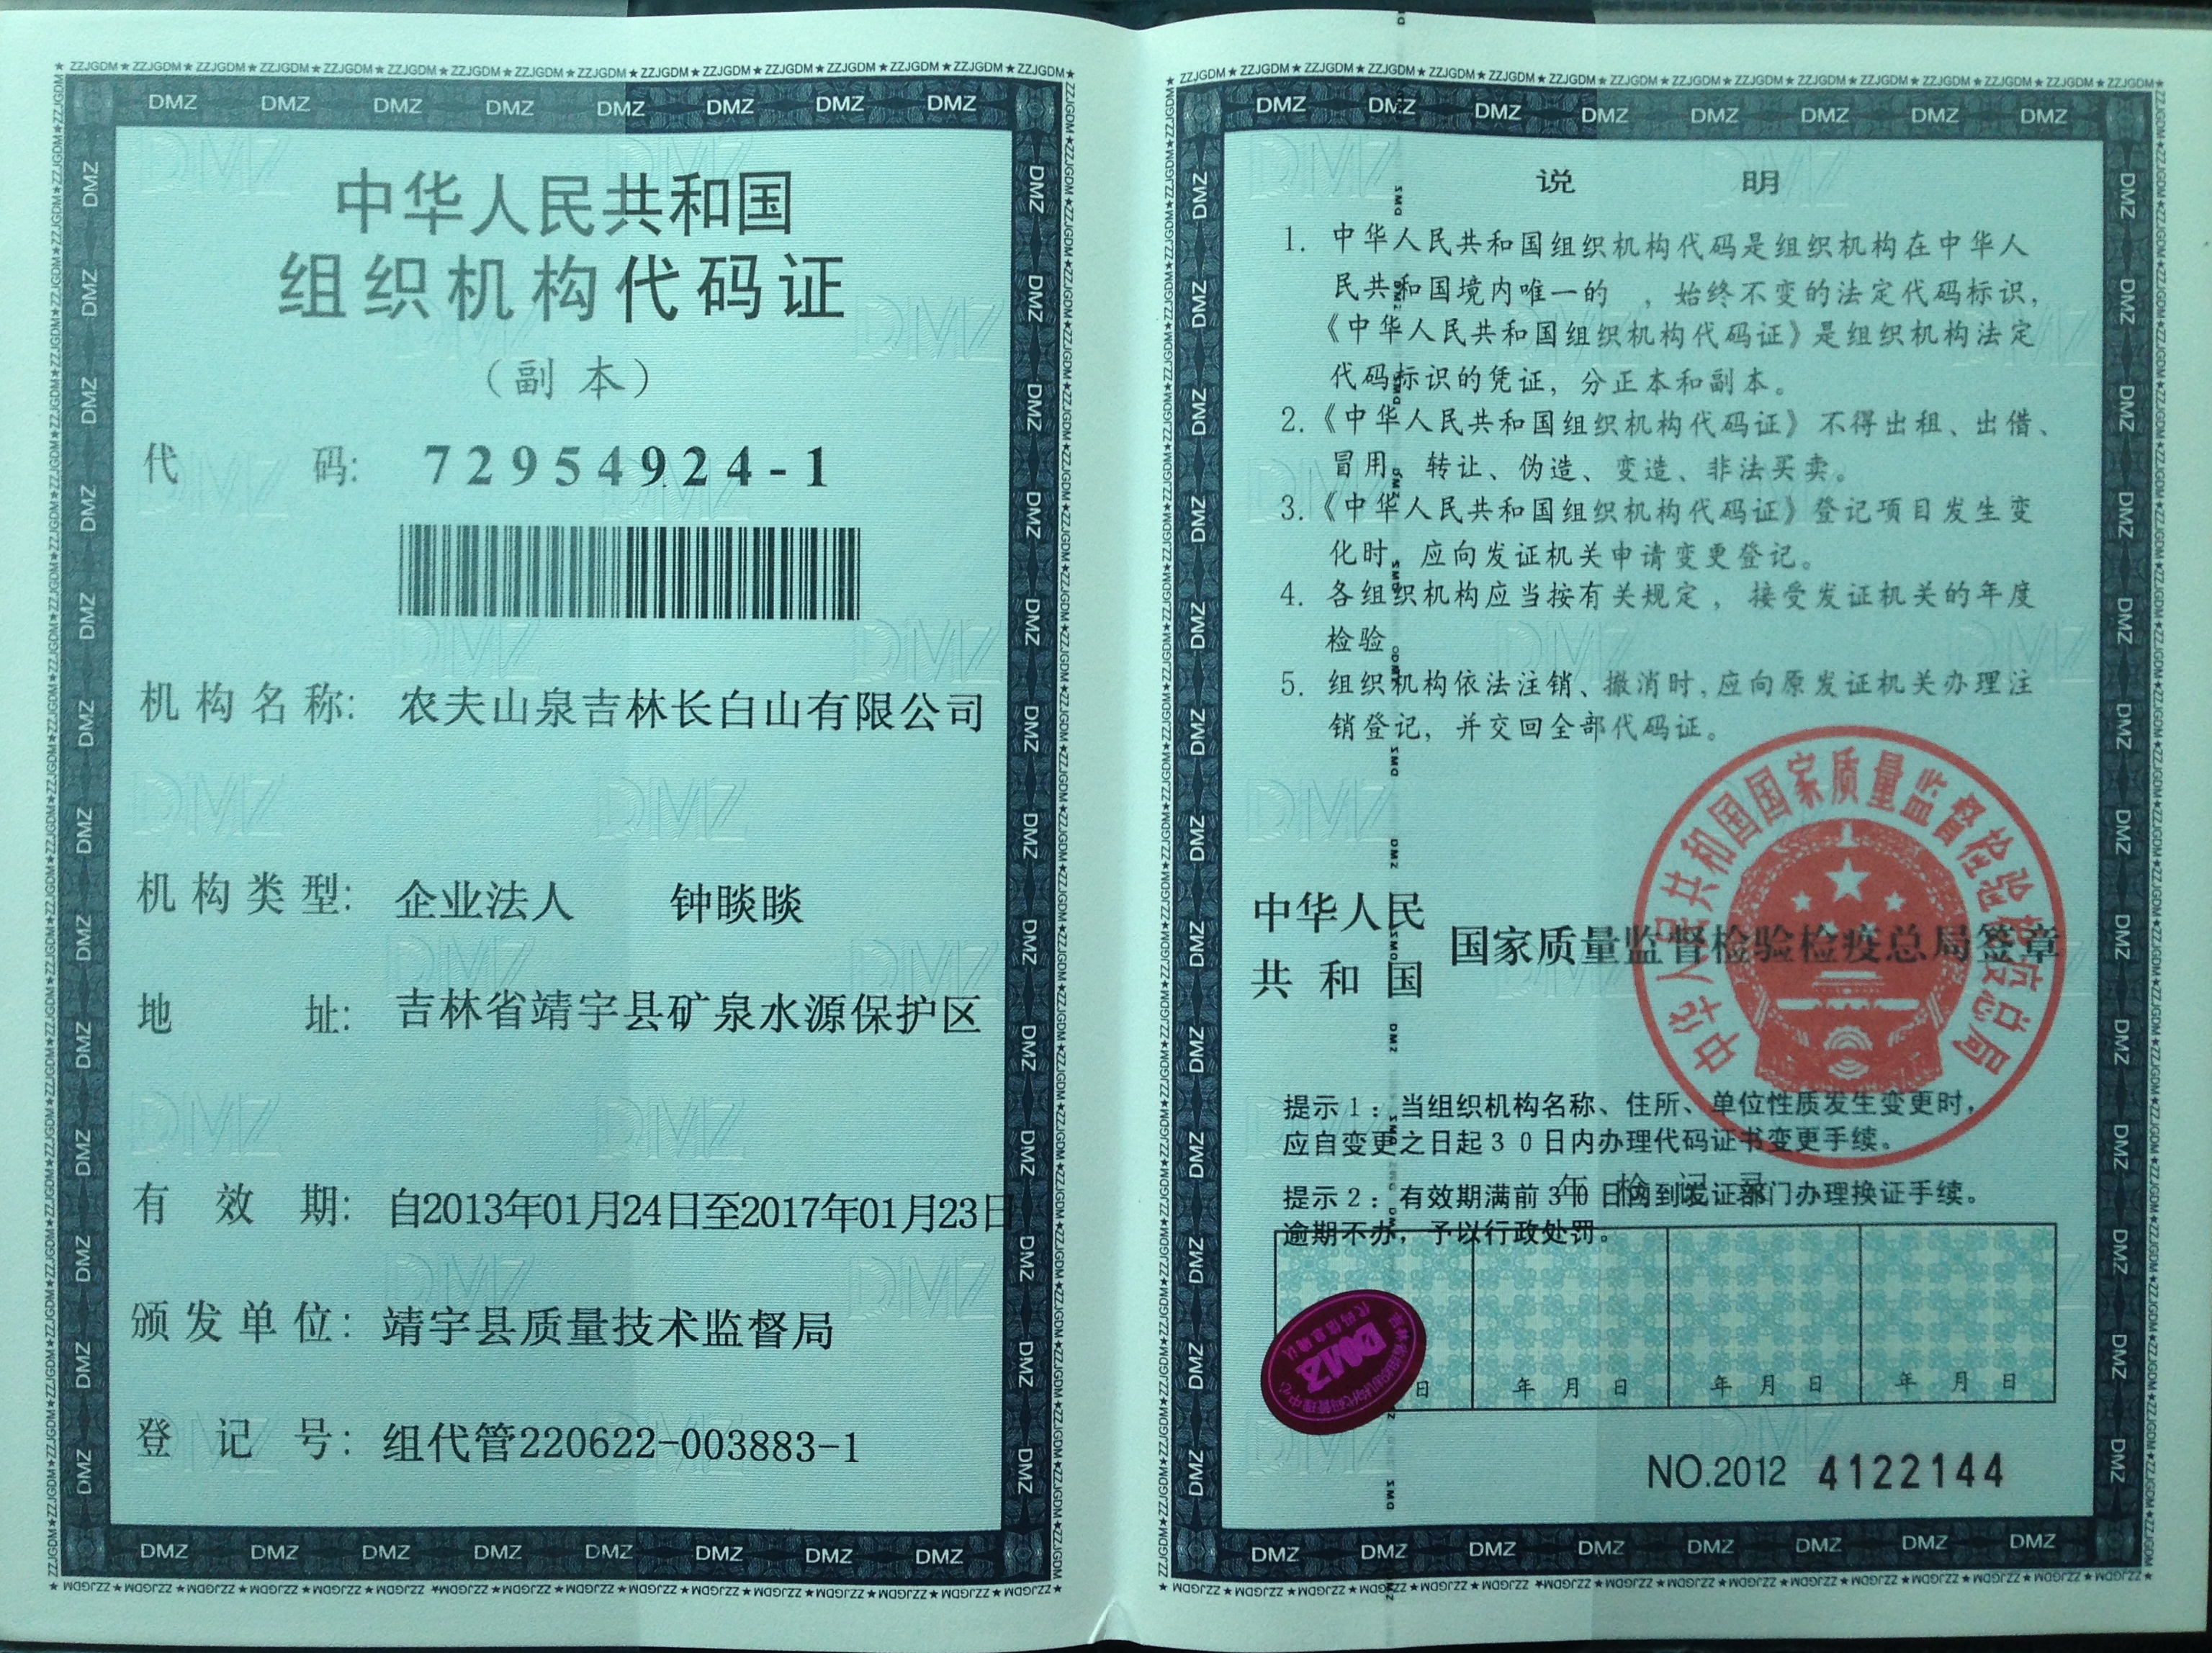 中华人民共和国
组织机构代码证
（副本）
代码： 72954924-1
机构名称： 农夫山泉吉林长白山有限公司
机构类型： 企业法人 钟睒睒
地址： 吉林省靖宇县矿泉水源保护区
有效期： 自2013年01月24日至2017年01月23日
颁发单位： 靖宇县质量技术监督局
登记号： 组代管220622-003883-1
说明
1. 中华人民共和国组织机构代码是组织机构在中华人
民共和国境内唯一的 ，始终不变的法定代码标识，
《中华人民共和国组织机构代码证》是组织机构法定
代码标识的凭证，分正本和副本。
2.《中华人民共和国组织机构代码证》不得出租、出借、
冒用、转让、伪造、变造、非法买卖。
3.《中华人民共和国组织机构代码证》登记项目发生变
化时，应向发证机关申请变更登记。
4. 各组织机构应当按有关规定，接受发证机关的年度
检验。
5. 组织机构依法注销、撤消时，应向原发证机关办理注
销登记，并交回全部代码证。
中华人民
共和国 国家质量监督检验检疫总局签章
中华人民共和国国家质量监督检验检疫总局
提示1：当组织机构名称、住所、单位性质发生变更时，
应自变更之日起30日内办理代码证书变更手续。
年检记录
提示2：有效期满前30日内到发证部门办理换证手续。
逾期不办，予以行政处罚。
日 年 月 日 年 月 日 年 月 日
DMZ
NO.2012 4122144